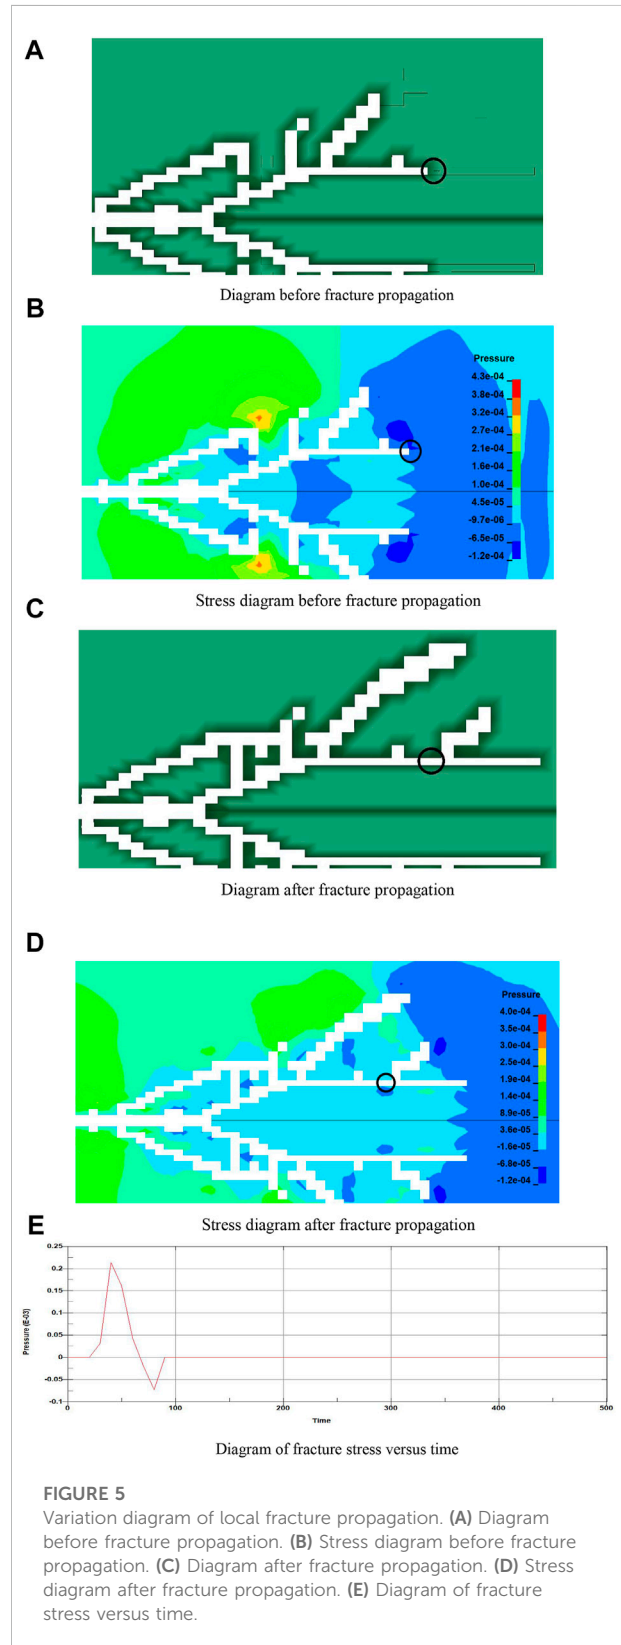 A
Diagram before fracture propagation
B
Pressure
4.3e-04
3.8e-04
3.2e-04
2.7e-04
2.1e-04
1.6e-04
1.0e-04
4.5e-05
-9.7e-06
-6.5e-05
-1.2e-04
Stress diagram before fracture propagation
C
Diagram after fracture propagation
D
Pressure
4.0e-04
3.5e-04
3.0e-04
2.5e-04
1.9e-04
1.4e-04
8.9e-05
3.6e-05
-1.6e-05
-6.8e-05
-1.2e-04
Stress diagram after fracture propagation
E
0.25
0.2
0.15
0.1
0.05
0
-0.05
-0.1
Pressure (E-03)
0 100 200 300 400 500
Time
Diagram of fracture stress versus time
FIGURE 5
Variation diagram of local fracture propagation. (A) Diagram
before fracture propagation. (B) Stress diagram before fracture
propagation. (C) Diagram after fracture propagation. (D) Stress
diagram after fracture propagation. (E) Diagram of fracture
stress versus time.